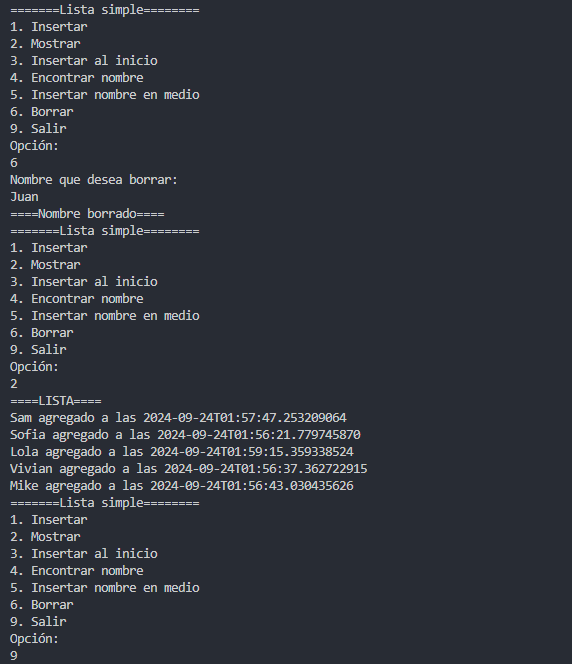 =======Lista simple========
1. Insertar
2. Mostrar
3. Insertar al inicio
4. Encontrar nombre
5. Insertar nombre en medio
6. Borrar
9. Salir
Opción:
6
Nombre que desea borrar:
Juan
====Nombre borrado====
=======Lista simple========
1. Insertar
2. Mostrar
3. Insertar al inicio
4. Encontrar nombre
5. Insertar nombre en medio
6. Borrar
9. Salir
Opción:
2
====LISTA====
Sam agregado a las 2024-09-24T01:57:47.253209064
Sofia agregado a las 2024-09-24T01:56:21.779745870
Lola agregado a las 2024-09-24T01:59:15.359338524
Vivian agregado a las 2024-09-24T01:56:37.362722915
Mike agregado a las 2024-09-24T01:56:43.030435626
=======Lista simple========
1. Insertar
2. Mostrar
3. Insertar al inicio
4. Encontrar nombre
5. Insertar nombre en medio
6. Borrar
9. Salir
Opción:
9